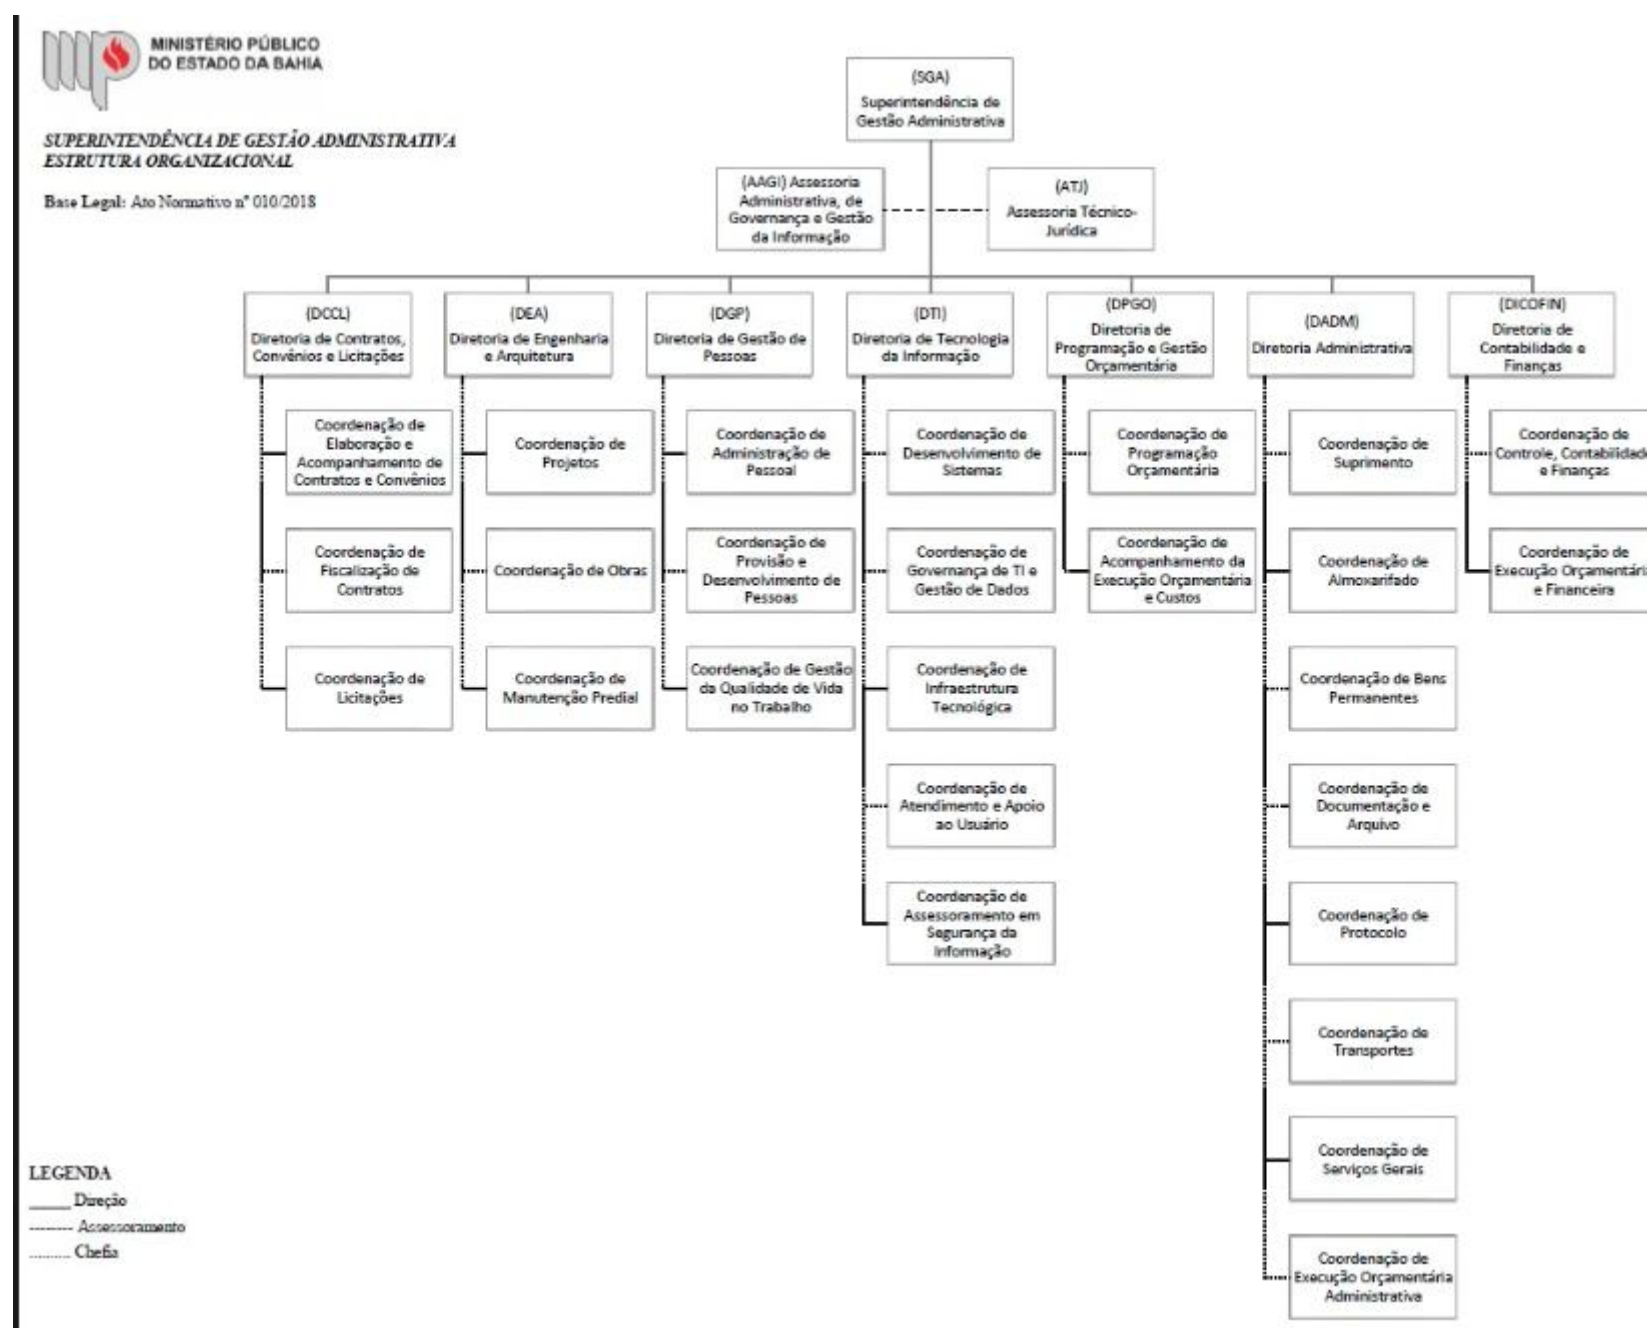 MINISTÉRIO PÚBLICO
DO ESTADO DA BAHIA
SUPERINTENDÊNCIA DE GESTÃO ADMINISTRATIVA
ESTRUTURA ORGANIZACIONAL
Base Legal: Ato Normativo nº 010/2018
(SGA)
Superintendência de
Gestão Administrativa
(AAGI) Assessoria
Administrativa, de
Governança e Gestão
da Informação
(ATJ)
Assessoria Técnico-
Jurídica
(DCCL)
Diretoria de Contratos,
Convênios e Licitações
(DEA)
Diretoria de Engenharia
e Arquitetura
(DGP)
Diretoria de Gestão de
Pessoas
(DTI)
Diretoria de Tecnologia
da Informação
(DPGO)
Diretoria de
Programação e Gestão
Orçamentária
(DADM)
Diretoria Administrativa
(DICOFIN)
Diretoria de
Contabilidade e
Finanças
Coordenação de
Elaboração e
Acompanhamento de
Contratos e Convênios
Coordenação de
Fiscalização de
Contratos
Coordenação de
Licitações
Coordenação de
Projetos
Coordenação de Obras
Coordenação de
Manutenção Predial
Coordenação de
Administração de
Pessoal
Coordenação de
Provisão e
Desenvolvimento de
Pessoas
Coordenação de Gestão
da Qualidade de Vida
no Trabalho
Coordenação de
Desenvolvimento de
Sistemas
Coordenação de
Governança de TI e
Gestão de Dados
Coordenação de
Infraestrutura
Tecnológica
Coordenação de
Atendimento e Apoio
ao Usuário
Coordenação de
Assessoramento em
Segurança da
Informação
Coordenação de
Programação
Orçamentária
Coordenação de
Acompanhamento da
Execução Orçamentária
e Custos
Coordenação de
Suprimento
Coordenação de
Almoxarifado
Coordenação de Bens
Permanentes
Coordenação de
Documentação e
Arquivo
Coordenação de
Protocolo
Coordenação de
Transportes
Coordenação de
Serviços Gerais
Coordenação de
Execução Orçamentária
Administrativa
Coordenação de
Controle, Contabilidade
e Finanças
Coordenação de
Execução Orçamentária
e Financeira
LEGENDA
_____ Direção
--------- Assessoramento
......... Chefia